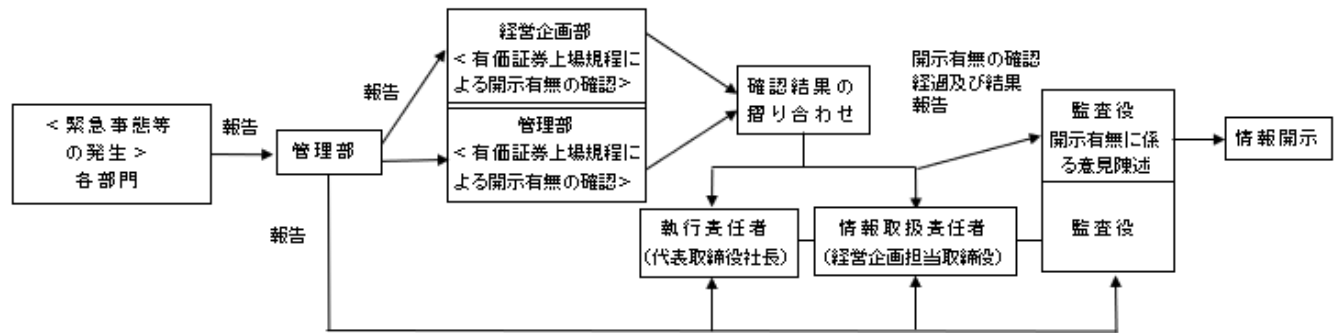 ＜緊急事態等
の発生＞
各部門
報告
管理部
報告
報告
経営企画部
＜有価証券上場規程に
よる開示有無の確認＞
管理部
＜有価証券上場規程に
よる開示有無の確認＞
確認結果の
摺り合わせ
執行責任者
(代表取締役社長)
情報取扱責任者
(経営企画担当取締役)
開示有無の確認
経過及び結果
報告
監査役
開示有無に係
る意見陳述
監査役
情報開示